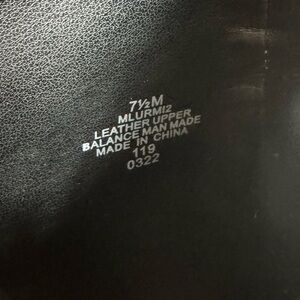 7½M
MLURMI2
LEATHER UPPER
BALANCE MAN MADE
MADE IN CHINA
119
0322